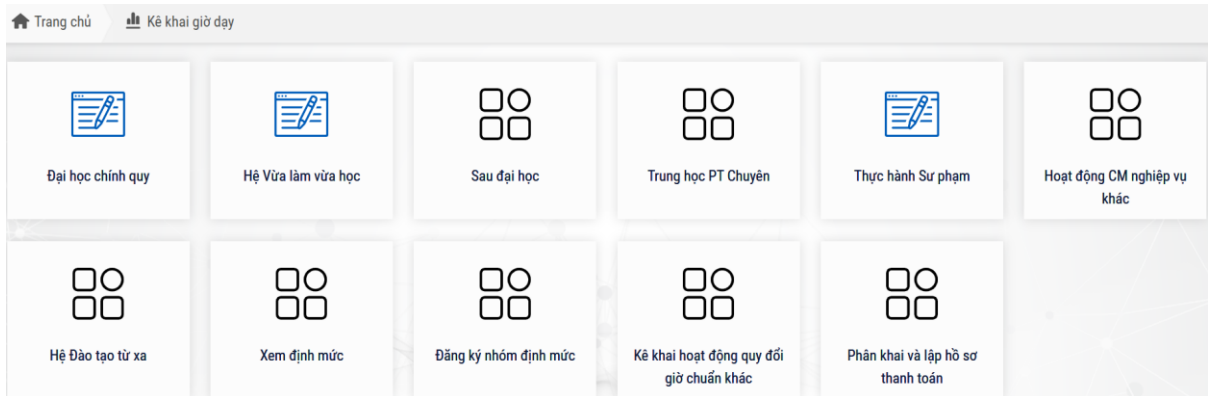 Trang chủ
Kê khai giờ dạy
Đại học chính quy
Hệ Vừa làm vừa học
Sau đại học
Trung học PT Chuyên
Thực hành Sư phạm
Hoạt động CM nghiệp vụ
khác
Hệ Đào tạo từ xa
Xem định mức
Đăng ký nhóm định mức
Kê khai hoạt động quy đổi
giờ chuẩn khác
Phân khai và lập hồ sơ
thanh toán